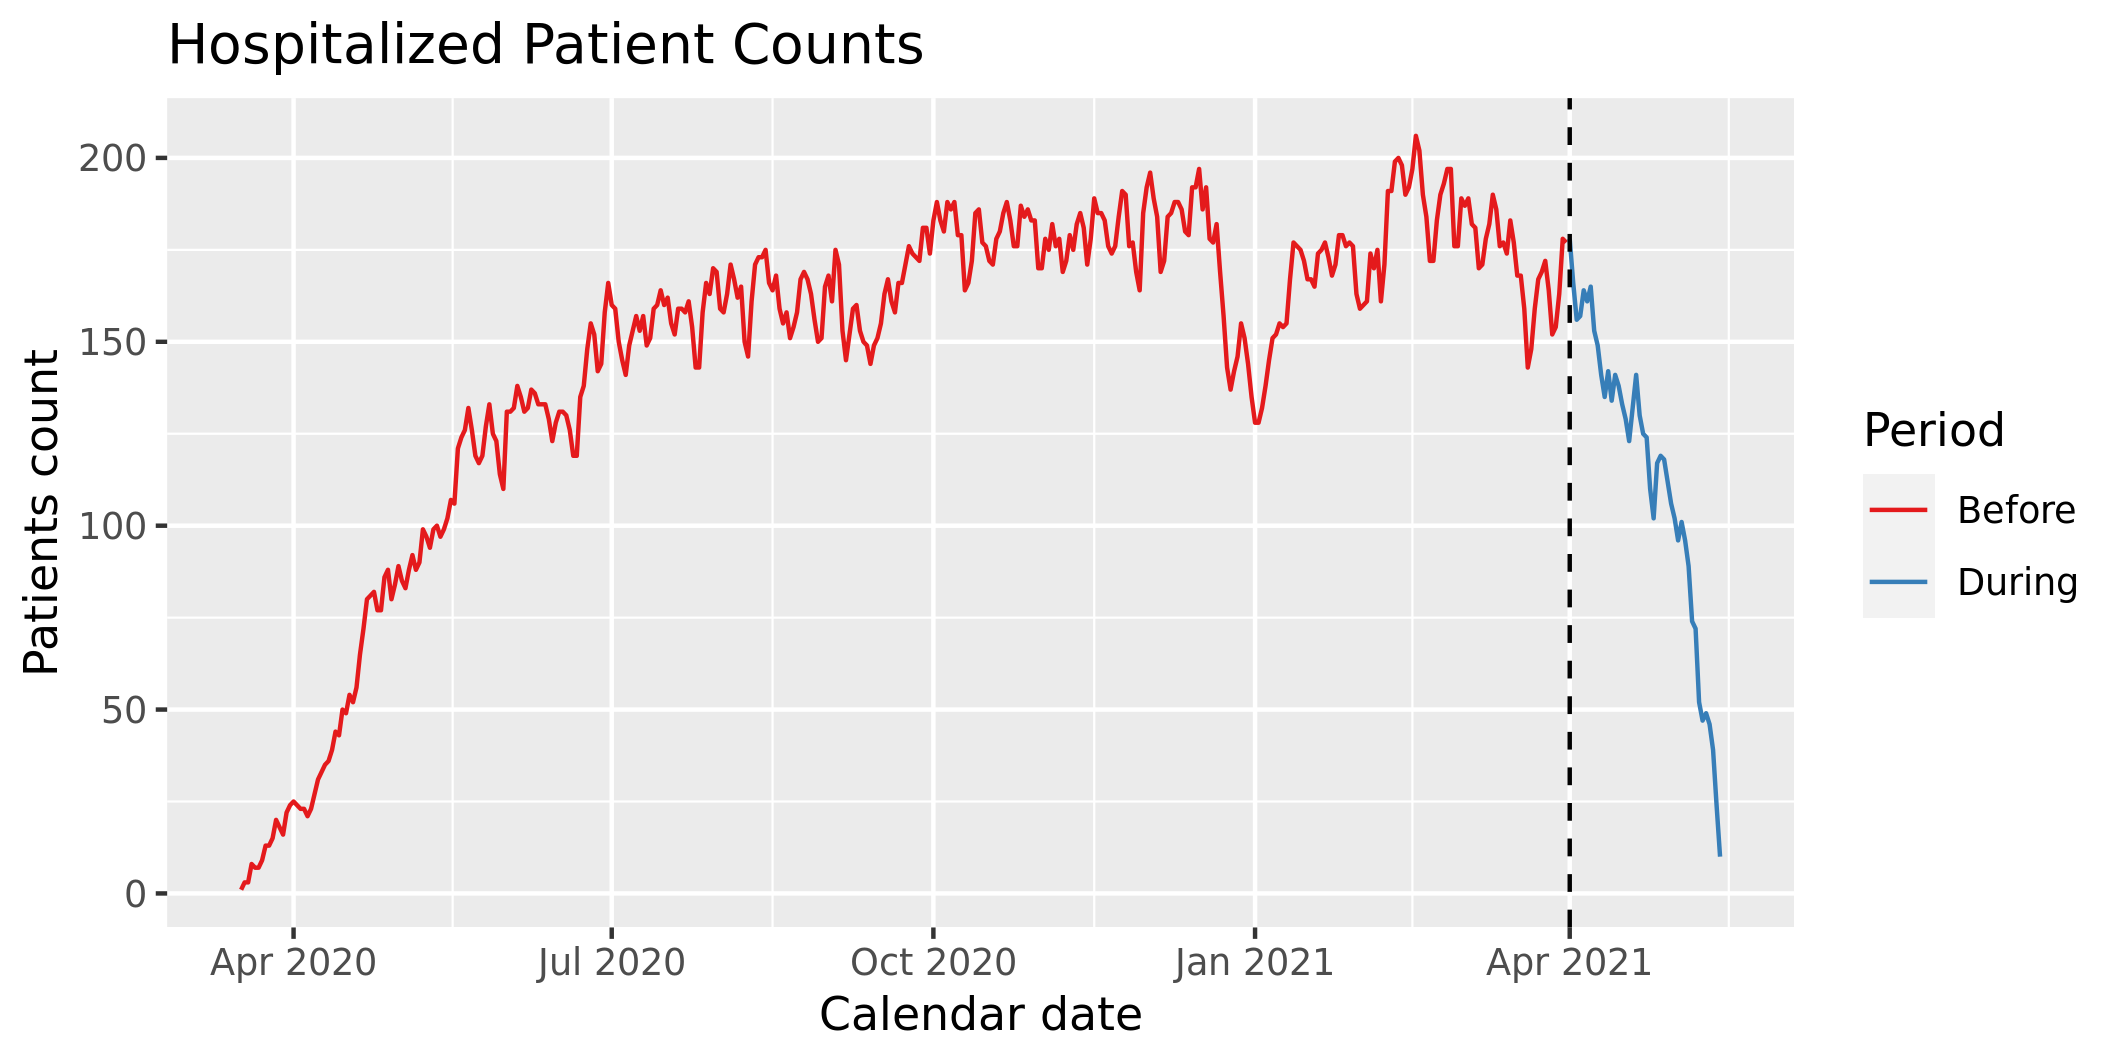 Hospitalized Patient Counts
Patients count
200
150
100
50
0
Apr 2020
Jul 2020
Oct 2020
Jan 2021
Apr 2021
Calendar date
Period
Before
During